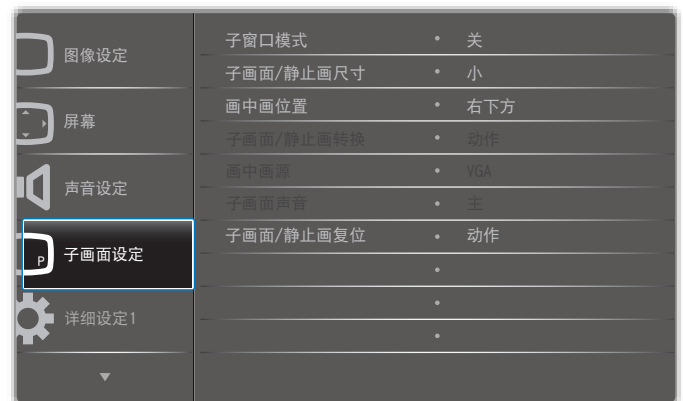 图像设定
屏幕
声音设定
P
子画面设定
详细设定1
子窗口模式 • 关
子画面/静止画尺寸 • 小
画中画位置 • 右下方
子画面/静止画转换 • 动作
画中画源 • VGA
子画面声音 • 主
子画面/静止画复位 • 动作